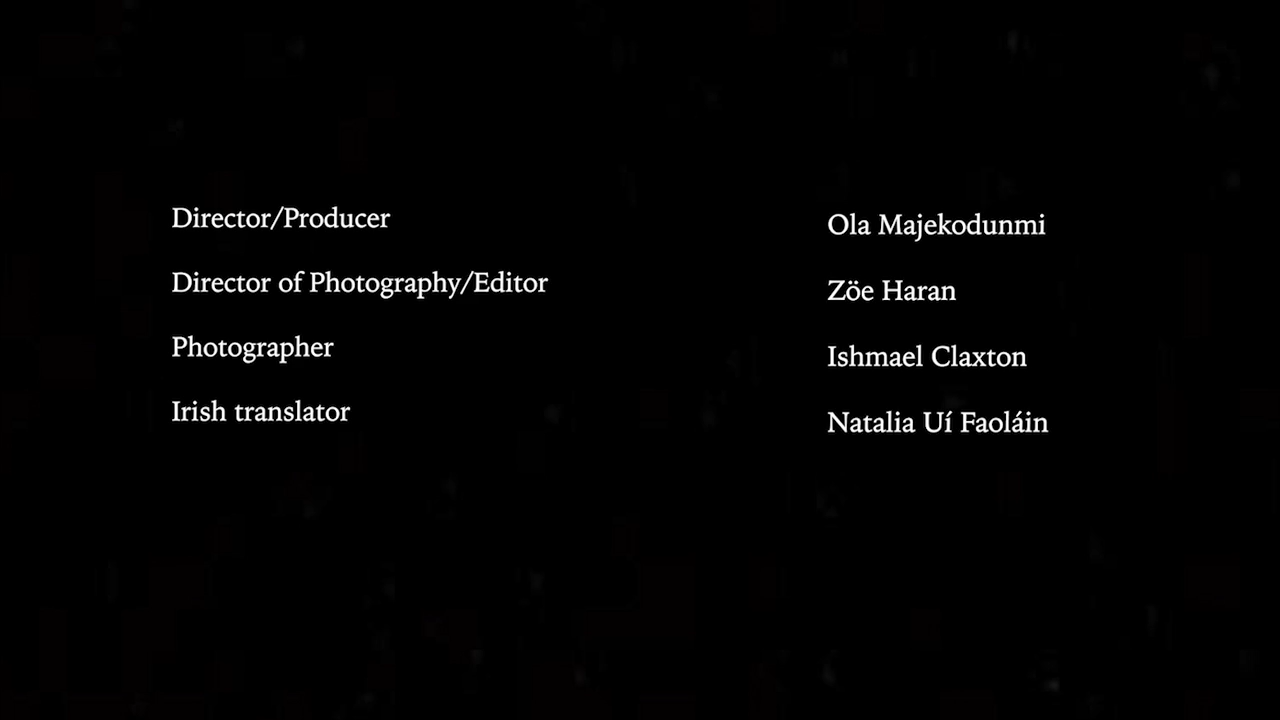 Director/Producer Ola Majekodunmi
Director of Photography/Editor Zöe Haran
Photographer Ishmael Claxton
Irish translator Natalia Uí Faoláin